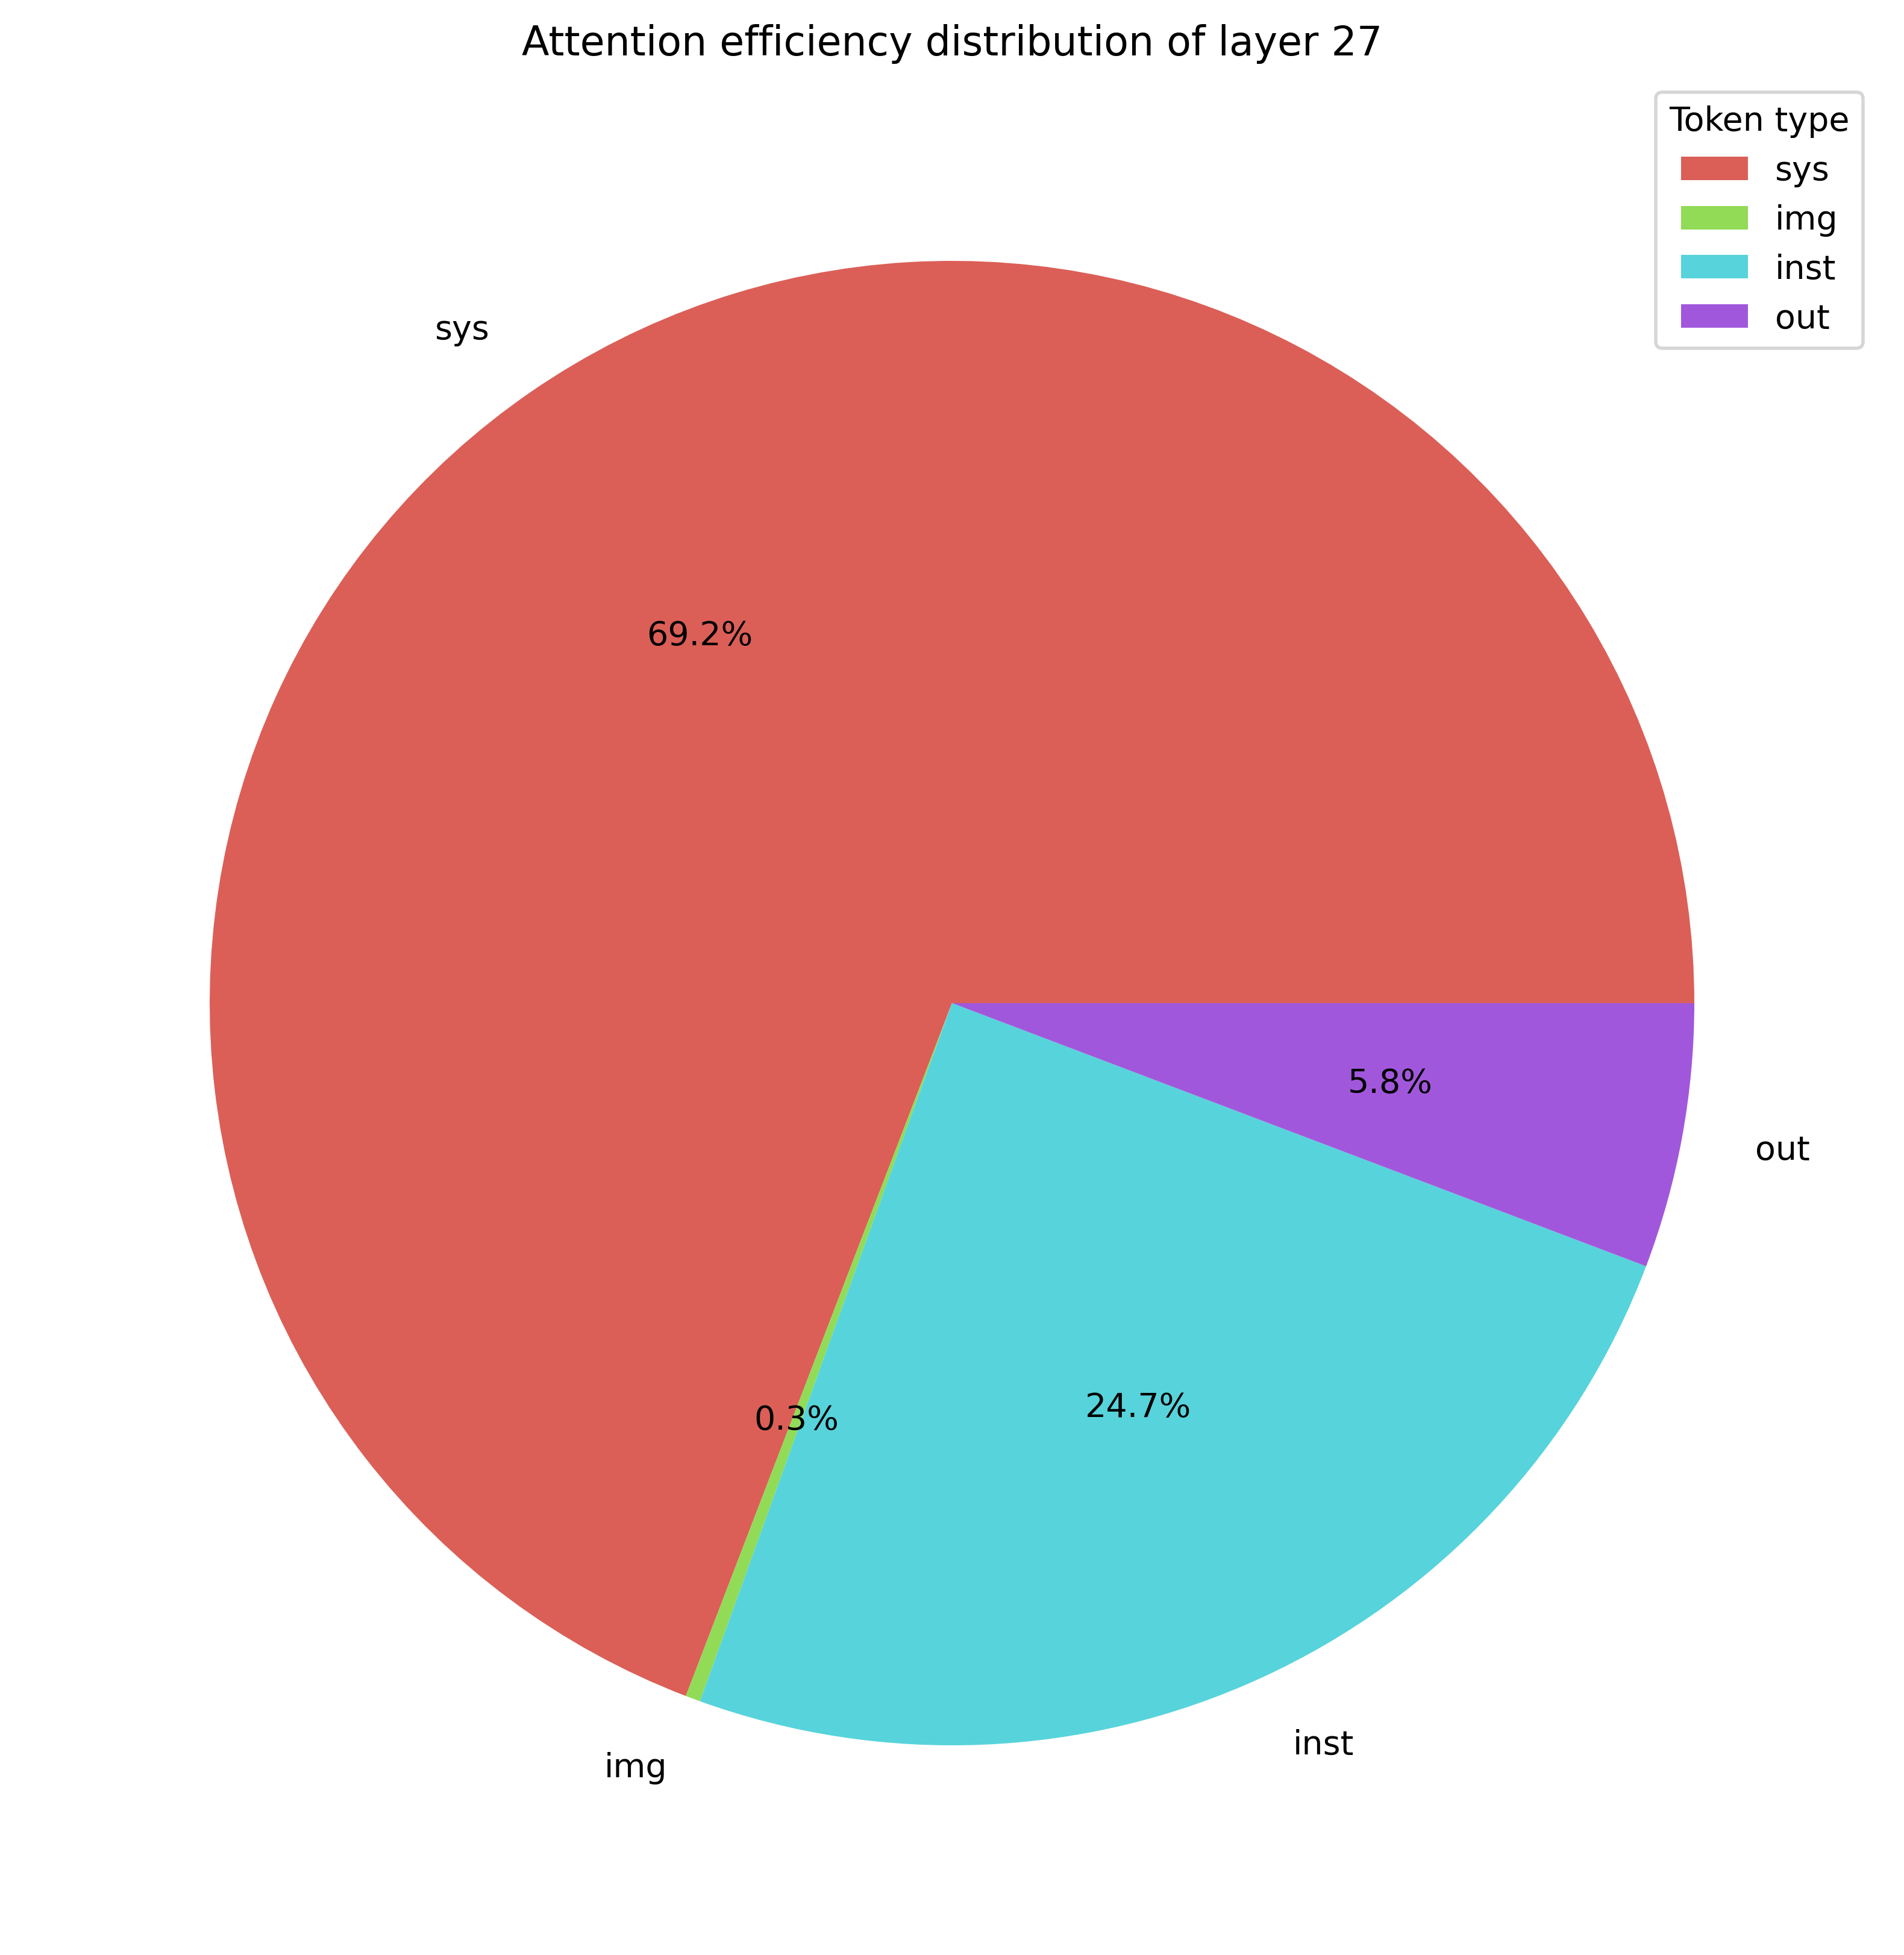 Attention efficiency distribution of layer 27
Token type
sys
img
inst
out
sys
69.2%
5.8%
out
24.7%
0.3%
inst
img